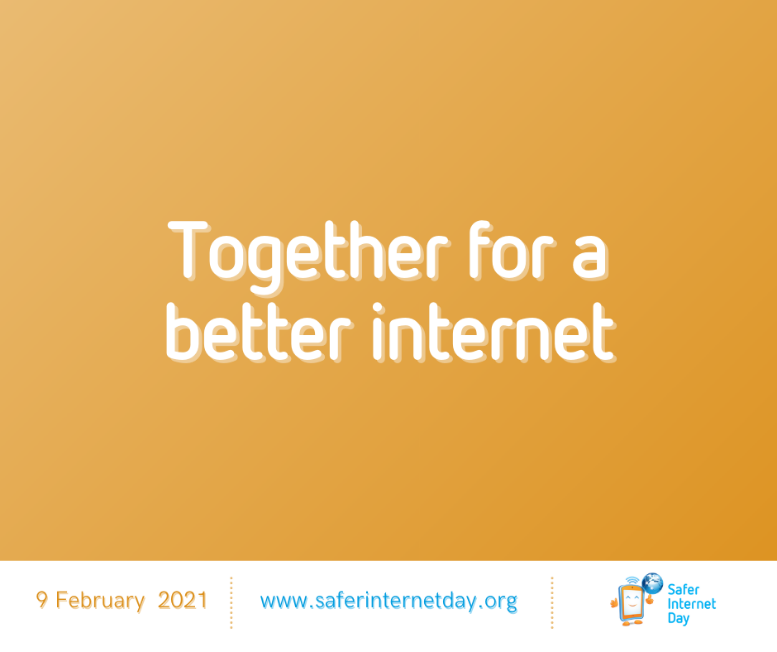 Together for a
better internet
9 February 2021
www.saferinternetday.org
Safer
Internet
Day